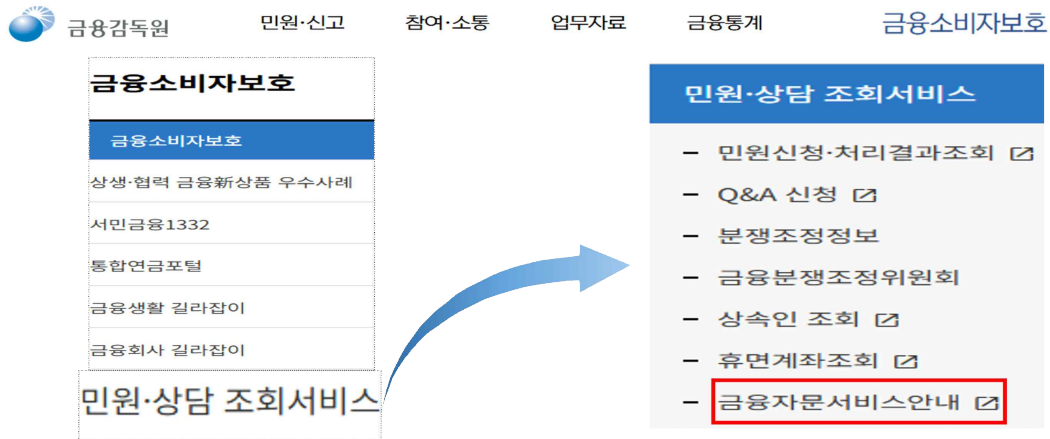 금융감독원 민원·신고 참여·소통 업무자료 금융통계 금융소비자보호
금융소비자보호
금융소비자보호
상생·협력 금융新상품 우수사례
서민금융1332
통합연금포털
금융생활 길라잡이
금융회사 길라잡이
민원·상담 조회서비스
민원·상담 조회서비스
– 민원신청·처리결과조회
– Q&A 신청
– 분쟁조정정보
– 금융분쟁조정위원회
– 상속인 조회
– 휴면계좌조회
– 금융자문서비스안내